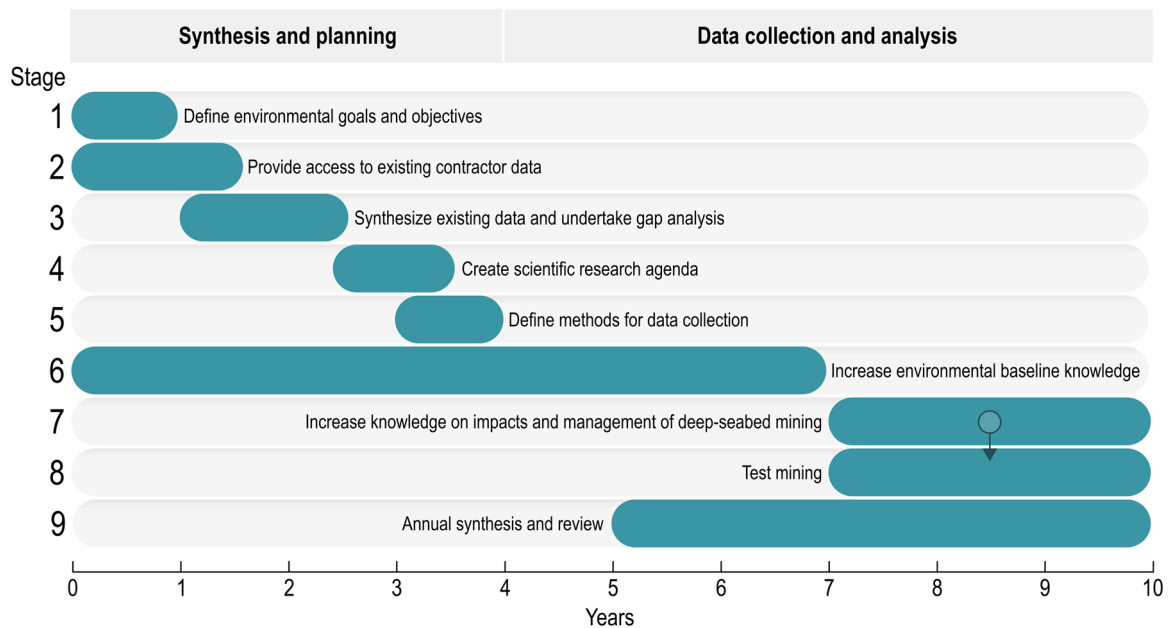 Synthesis and planning
Data collection and analysis
Stage
1 Define environmental goals and objectives
2 Provide access to existing contractor data
3 Synthesize existing data and undertake gap analysis
4 Create scientific research agenda
5 Define methods for data collection
6 Increase environmental baseline knowledge
7 Increase knowledge on impacts and management of deep-seabed mining
8 Test mining
9 Annual synthesis and review
0 1 2 3 4 5 6 7 8 9 10
Years